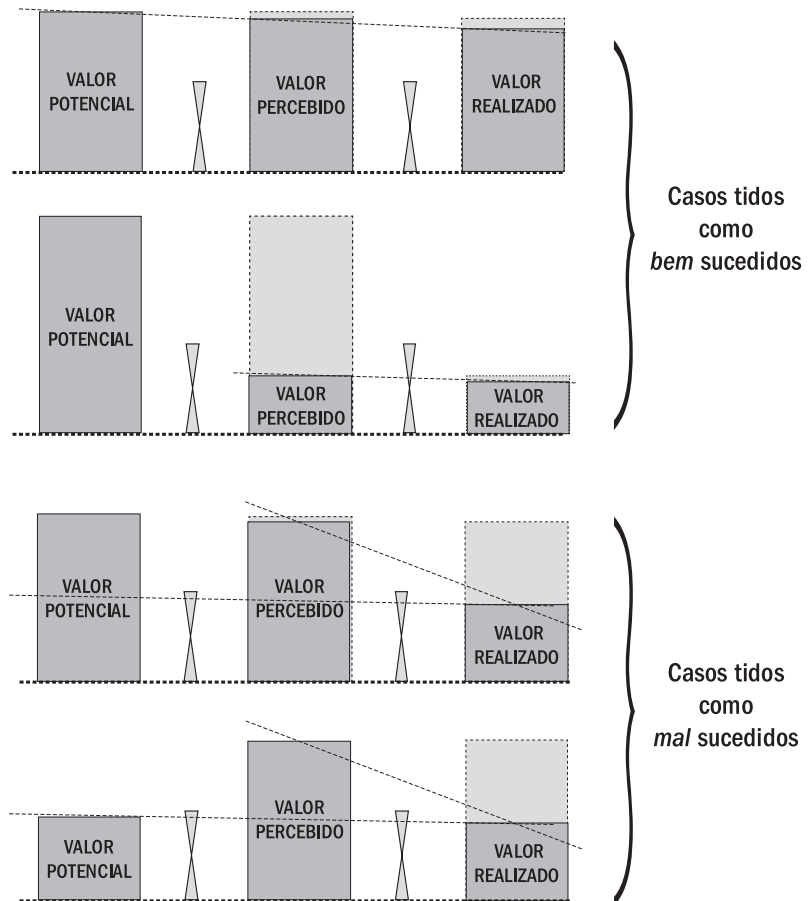 VALOR
POTENCIAL
VALOR
PERCEBIDO
VALOR
REALIZADO
VALOR
POTENCIAL
VALOR
PERCEBIDO
VALOR
REALIZADO
Casos tidos
como
bem sucedidos
VALOR
POTENCIAL
VALOR
PERCEBIDO
VALOR
REALIZADO
VALOR
POTENCIAL
VALOR
PERCEBIDO
VALOR
REALIZADO
Casos tidos
como
mal sucedidos